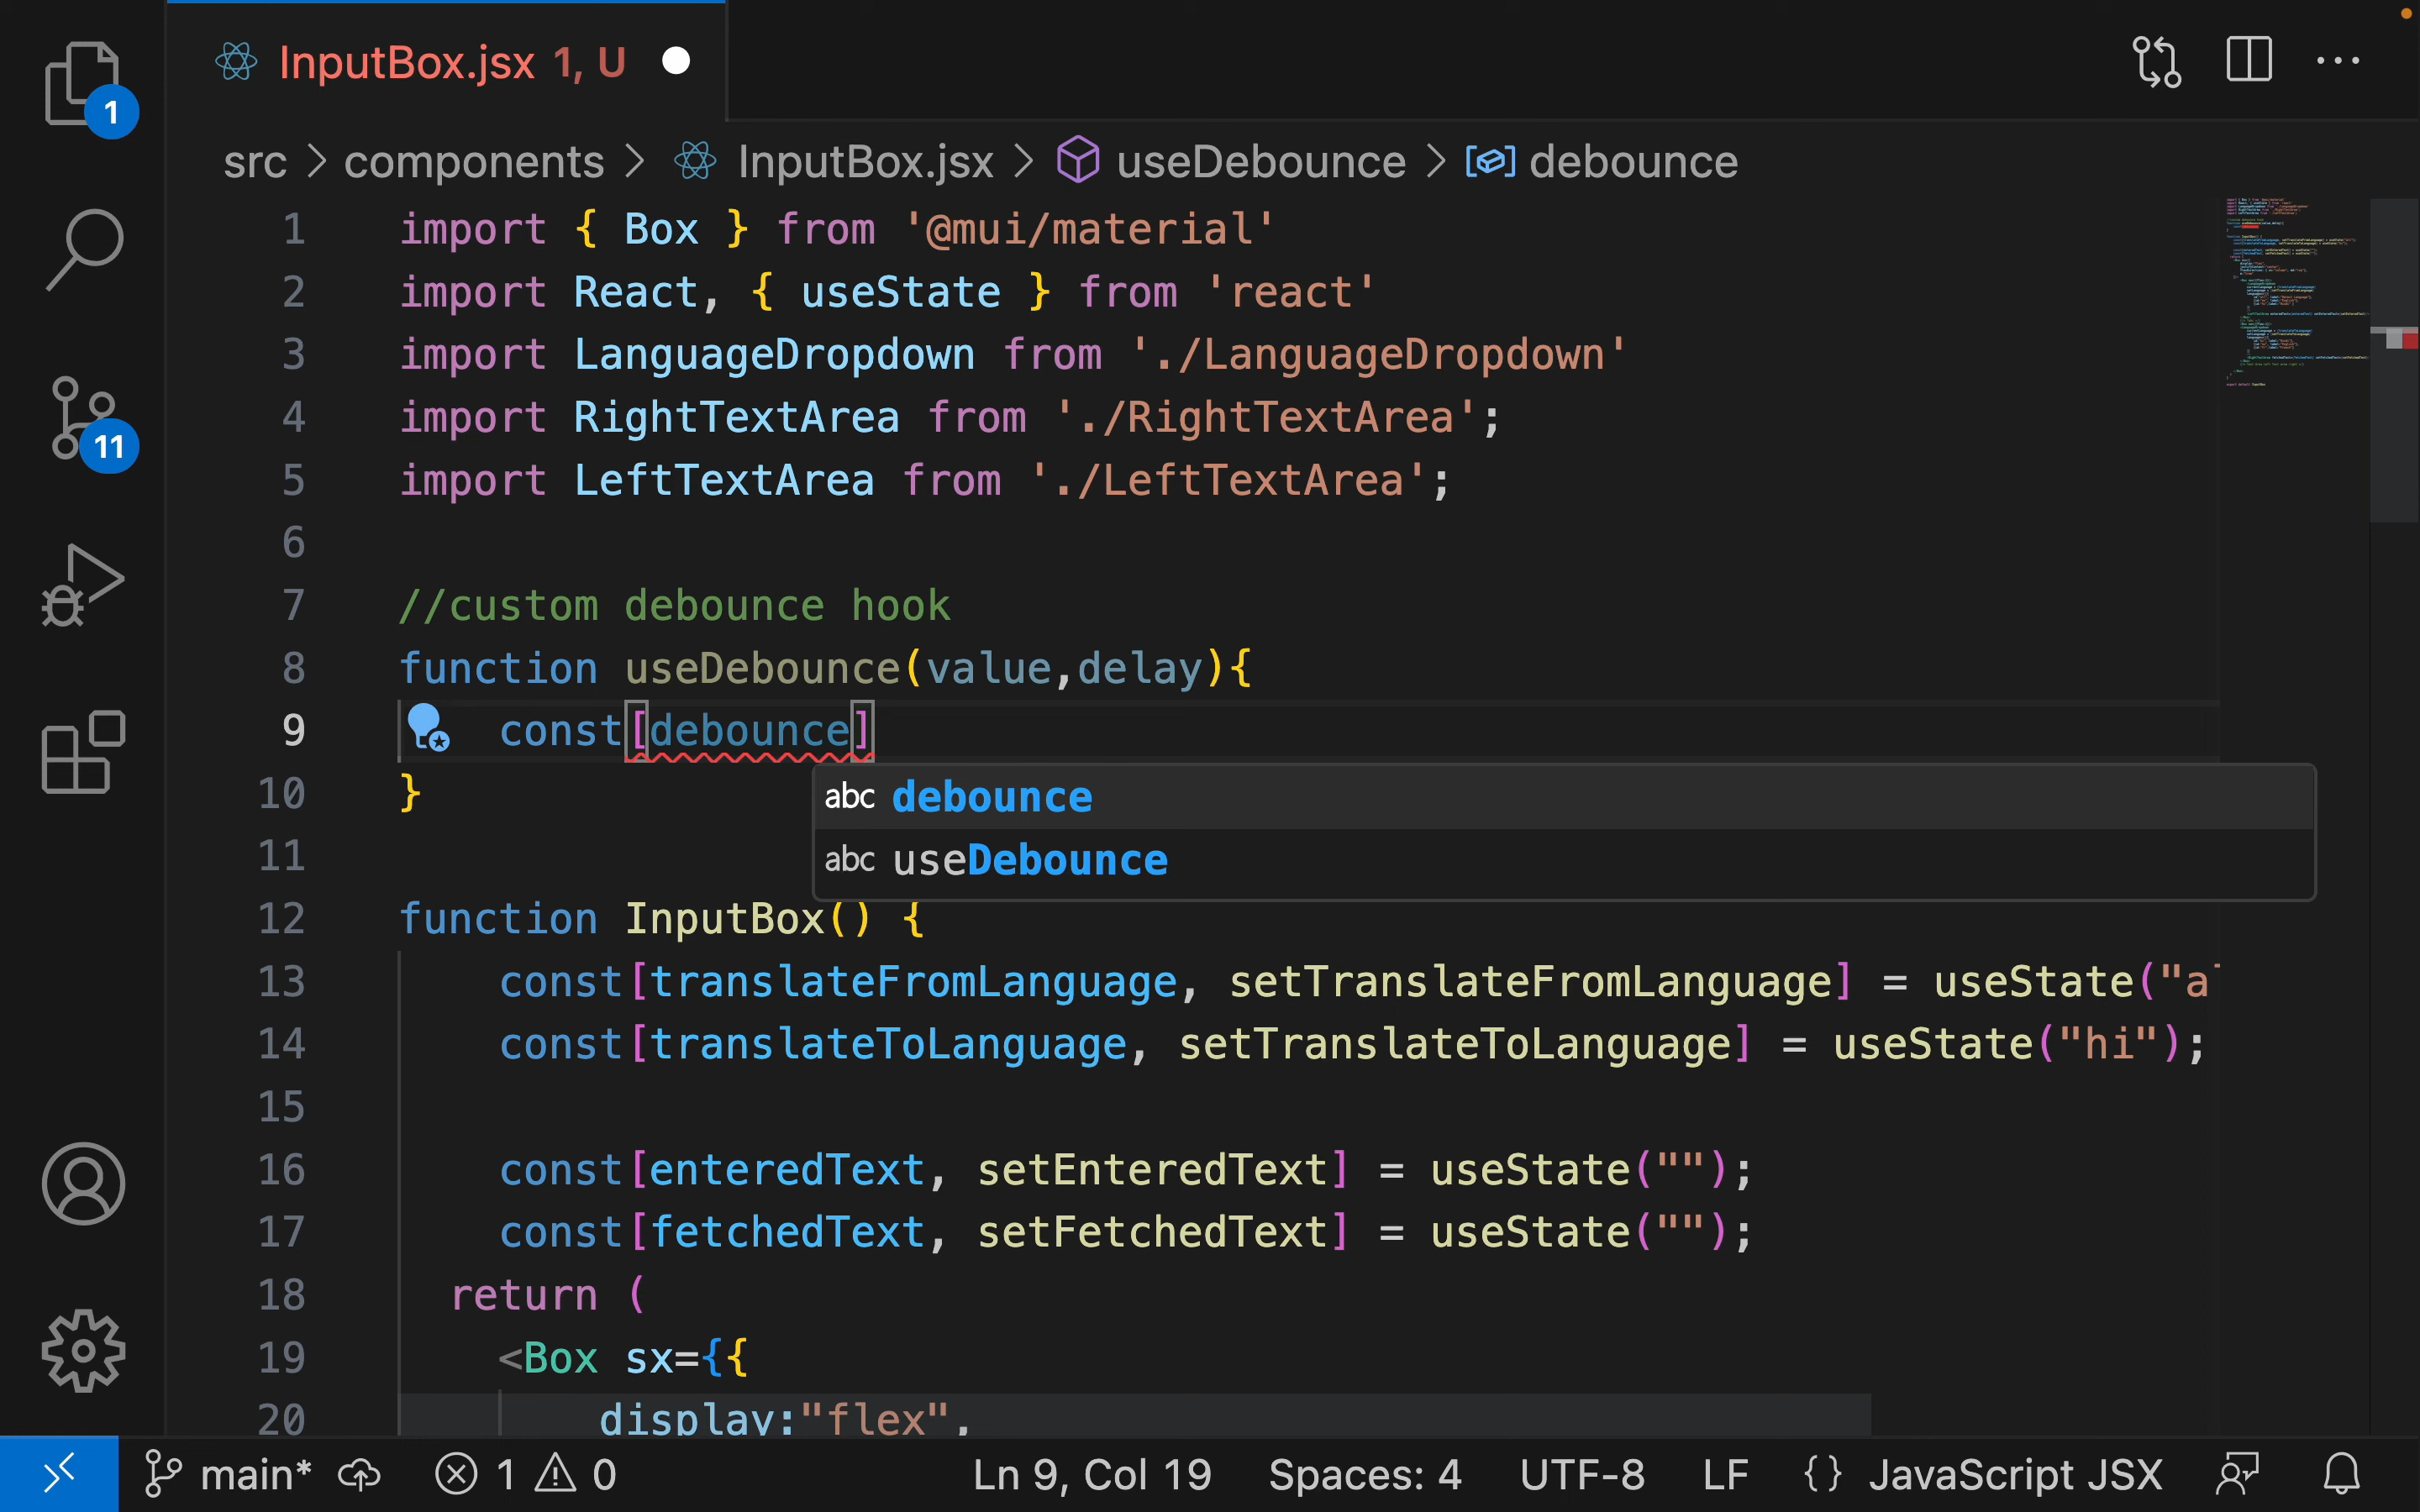 InputBox.jsx 1, U
1
src > components > InputBox.jsx > useDebounce > debounce
1 import { Box } from '@mui/material'
2 import React, { useState } from 'react'
3 import LanguageDropdown from './LanguageDropdown'
4 import RightTextArea from './RightTextArea';
5 import LeftTextArea from './LeftTextArea';
11
6
7 //custom debounce hook
8 function useDebounce(value,delay){
9 const[debounce]
10 }
abc debounce
abc useDebounce
11
12 function InputBox() {
13 const[translateFromLanguage, setTranslateFromLanguage] = useState("a
14 const[translateToLanguage, setTranslateToLanguage] = useState("hi");
15
16 const[enteredText, setEnteredText] = useState("");
17 const[fetchedText, setFetchedText] = useState("");
18 return (
19 <Box sx={{
20 display:"flex",
main* 1 0 Ln 9, Col 19 Spaces: 4 UTF-8 LF {} JavaScript JSX